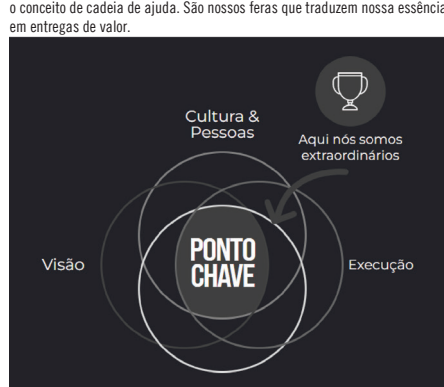 o conceito de cadeia de ajuda. São nossos feras que traduzem nossa essência
em entregas de valor.
Cultura &
Pessoas
Aqui nós somos
extraordinários
Visão
PONTO
CHAVE
Execução